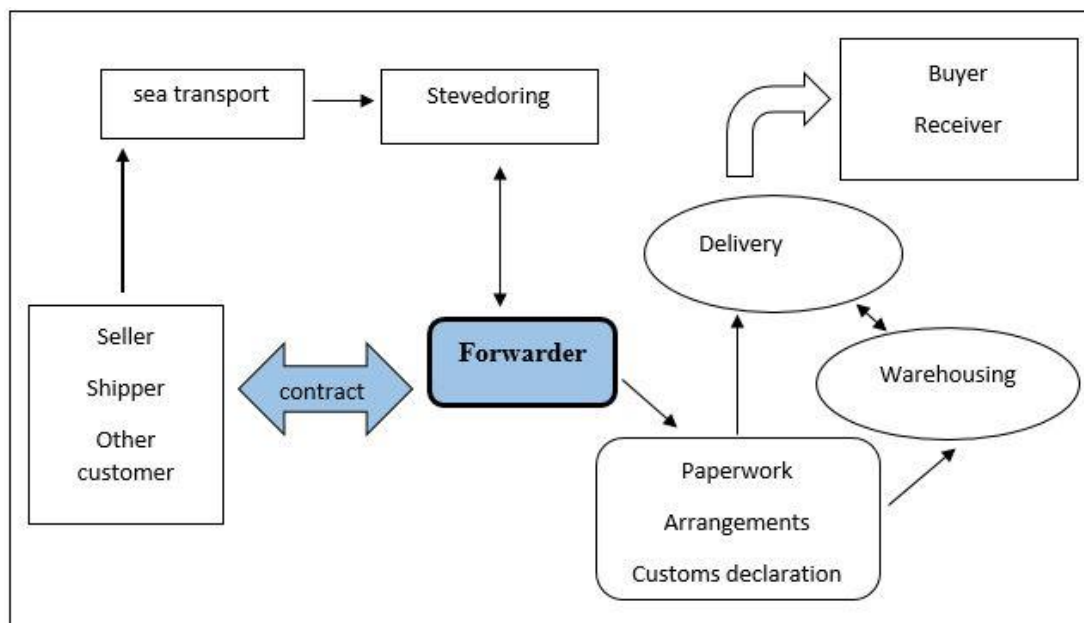 sea transport
Stevedoring
Buyer
Receiver
Delivery
Seller
Shipper
Other
customer
contract
Forwarder
Warehousing
Paperwork
Arrangements
Customs declaration